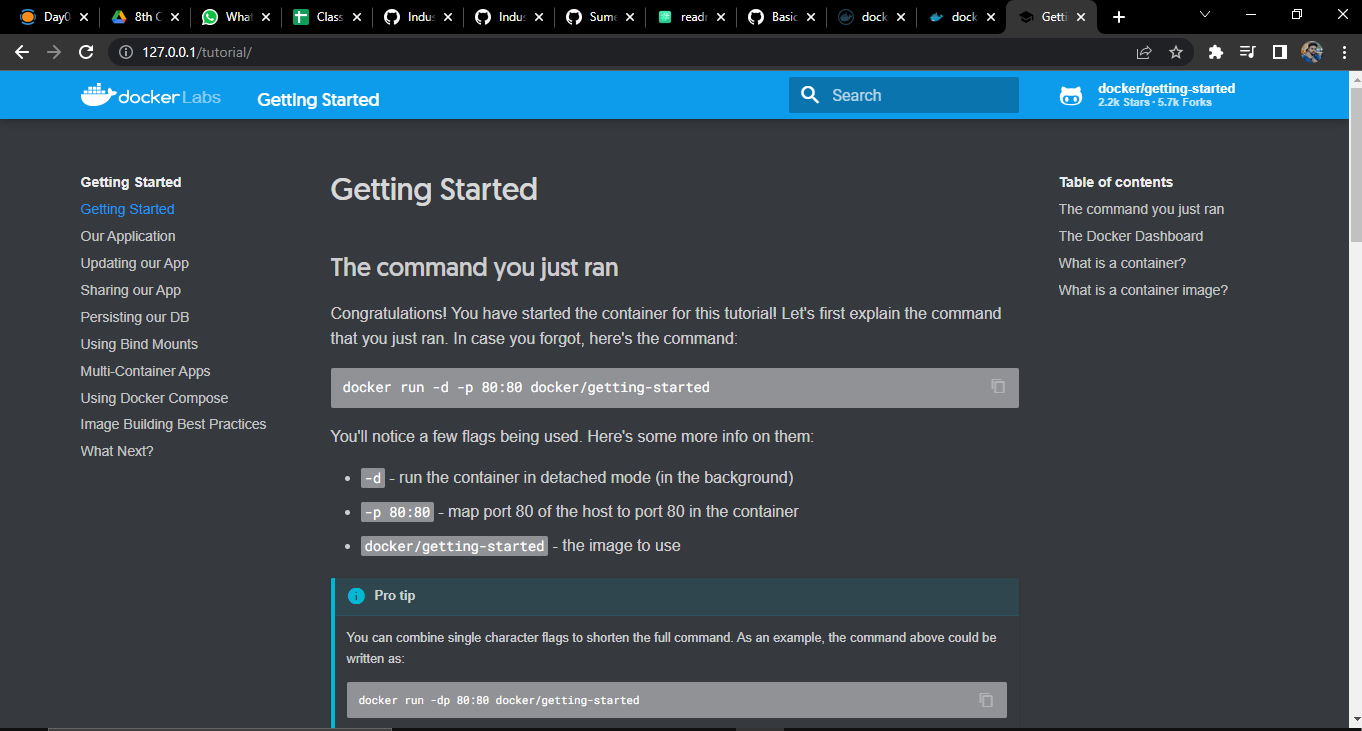 Day0
8th C
What
Class
Indus
Indus
Sume
readr
Basic
dock
dock
Getti
127.0.0.1/tutorial/
docker Labs
Getting Started
Search
docker/getting-started
2.2k Stars · 5.7k Forks
Getting Started
Getting Started
Our Application
Updating our App
Sharing our App
Persisting our DB
Using Bind Mounts
Multi-Container Apps
Using Docker Compose
Image Building Best Practices
What Next?
Getting Started
The command you just ran
Congratulations! You have started the container for this tutorial! Let's first explain the command
that you just ran. In case you forgot, here's the command:
docker run -d -p 80:80 docker/getting-started
You'll notice a few flags being used. Here's some more info on them:
• -d - run the container in detached mode (in the background)
• -p 80:80 - map port 80 of the host to port 80 in the container
• docker/getting-started - the image to use
Pro tip
You can combine single character flags to shorten the full command. As an example, the command above could be
written as:
docker run -dp 80:80 docker/getting-started
Table of contents
The command you just ran
The Docker Dashboard
What is a container?
What is a container image?